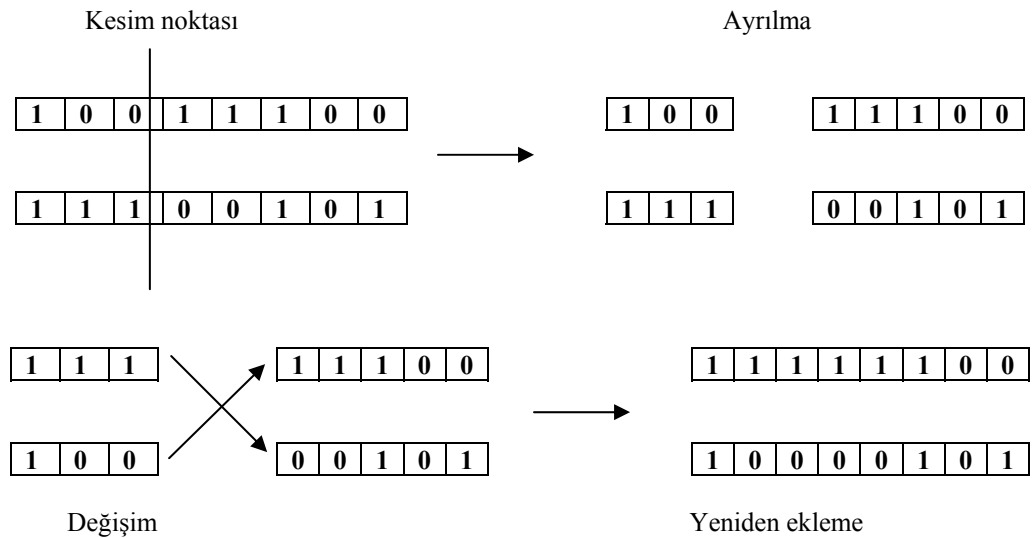 Kesim noktası
Ayrılma
1 0 0 1 1 1 0 0
1 0 0
1 1 1 0 0
1 1 1 0 0 1 0 1
1 1 1
0 0 1 0 1
1 1 1
1 1 1 0 0
1 1 1 1 1 1 0 0
1 0 0
0 0 1 0 1
1 0 0 0 0 1 0 1
Değişim
Yeniden ekleme